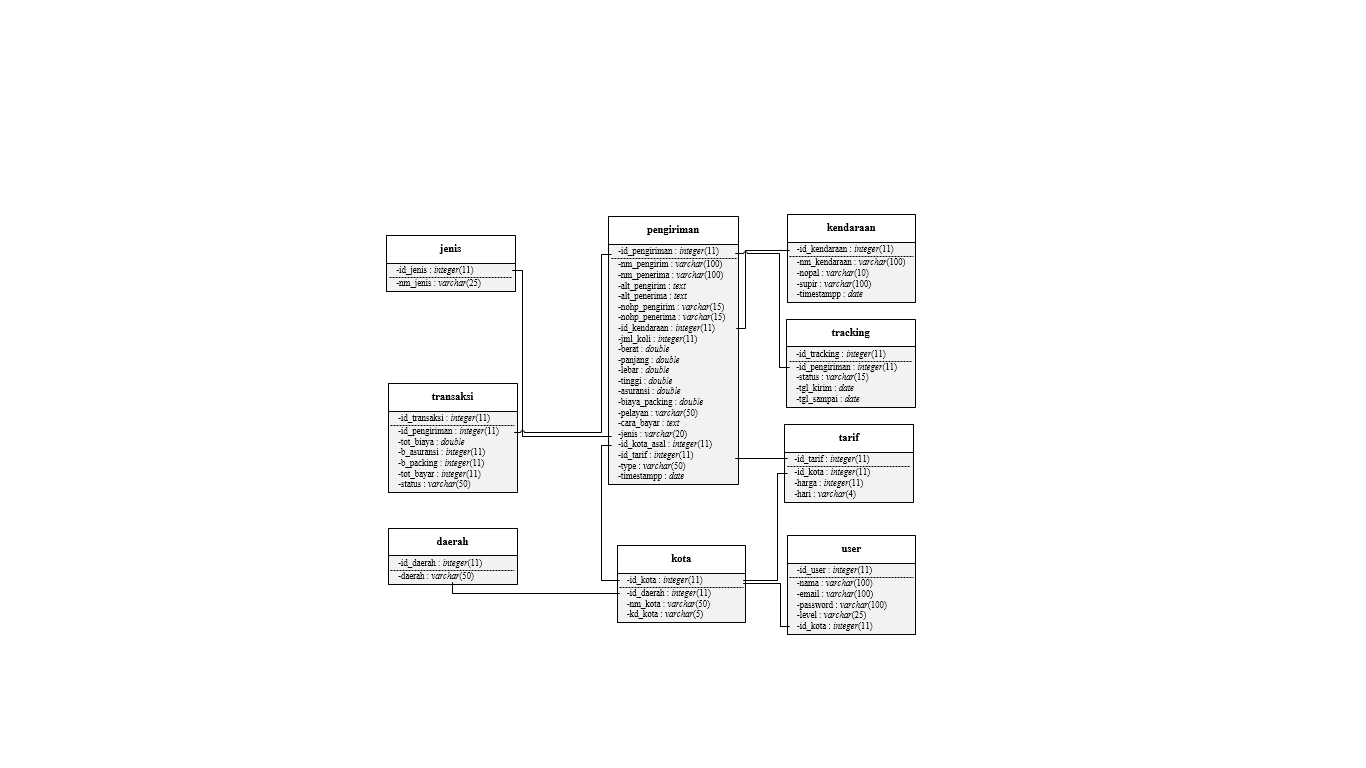 jenis
-id_jenis : integer(11)
-nm_jenis : varchar(25)
transaksi
-id_transaksi : integer(11)
-id_pengiriman : integer(11)
-tot_biaya : double
-b_asuransi : integer(11)
-b_packing : integer(11)
-tot_bayar : integer(11)
-status : varchar(50)
daerah
-id_daerah : integer(11)
-daerah : varchar(50)
pengiriman
-id_pengiriman : integer(11)
-nm_pengirim : varchar(100)
-nm_penerima : varchar(100)
-alt_pengirim : text
-alt_penerima : text
-nohp_pengirim : varchar(15)
-nohp_penerima : varchar(15)
-id_kendaraan : integer(11)
-jml_koli : integer(11)
-berat : double
-panjang : double
-lebar : double
-tinggi : double
-asuransi : double
-biaya_packing : double
-pelayan : varchar(50)
-cara_bayar : text
-jenis : varchar(20)
-id_kota_asal : integer(11)
-id_tarif : integer(11)
-type : varchar(50)
-timestampp : date
kota
-id_kota : integer(11)
-id_daerah : integer(11)
-nm_kota : varchar(50)
-kd_kota : varchar(5)
kendaraan
-id_kendaraan : integer(11)
-nm_kendaraan : varchar(100)
-nopal : varchar(10)
-supir : varchar(100)
-timestampp : date
tracking
-id_tracking : integer(11)
-id_pengiriman : integer(11)
-status : varchar(15)
-tgl_kirim : date
-tgl_sampai : date
tarif
-id_tarif : integer(11)
-id_kota : integer(11)
-harga : integer(11)
-hari : varchar(4)
user
-id_user : integer(11)
-nama : varchar(100)
-email : varchar(100)
-password : varchar(100)
-level : varchar(25)
-id_kota : integer(11)